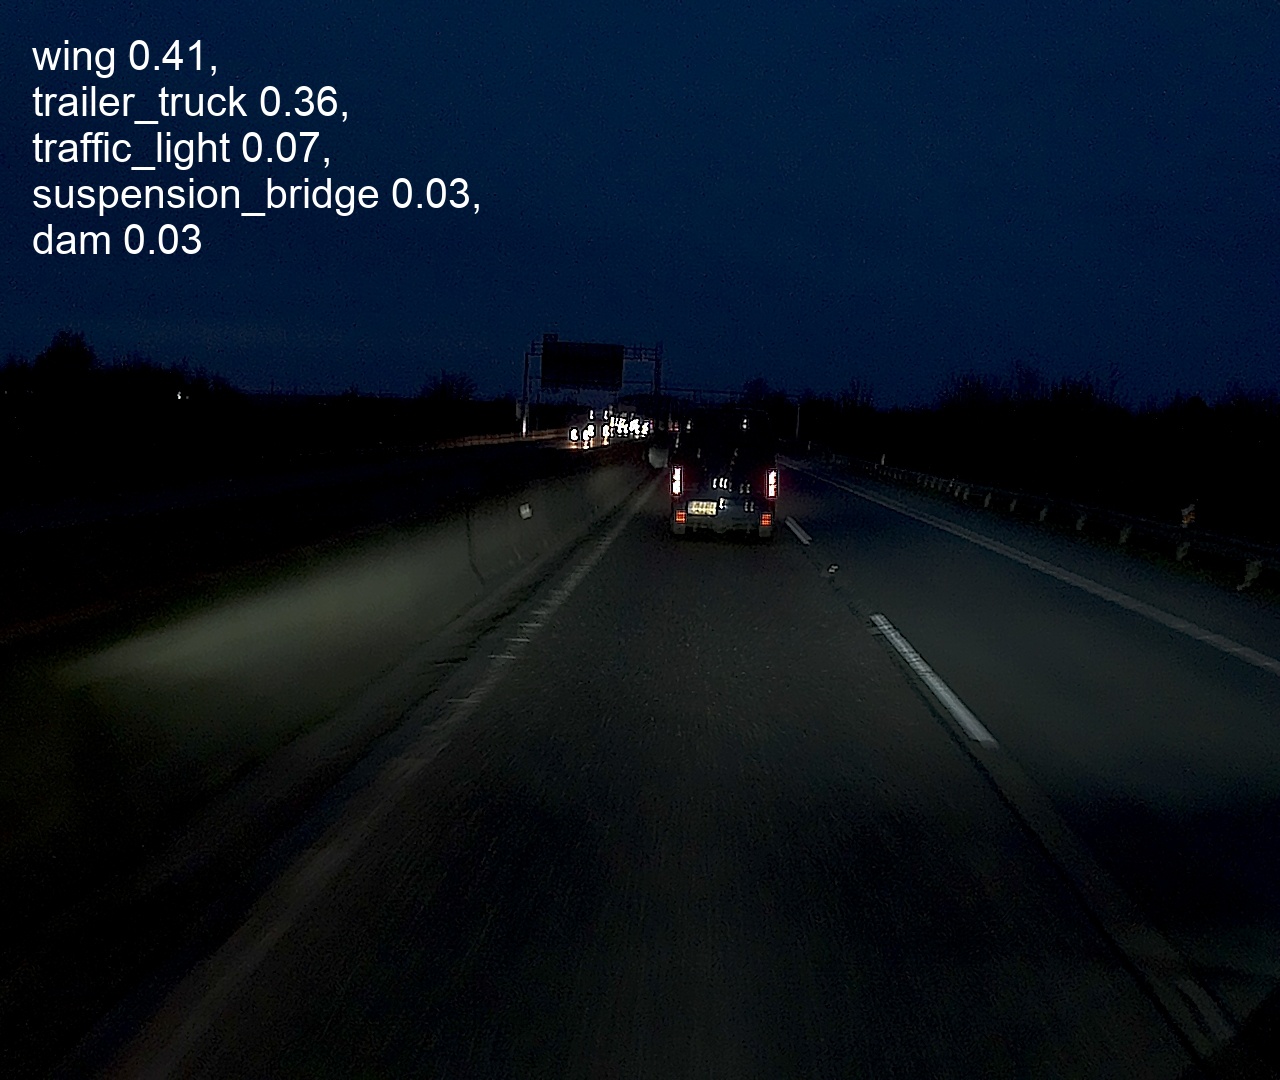 wing 0.41,
trailer_truck 0.36,
traffic_light 0.07,
suspension_bridge 0.03,
dam 0.03